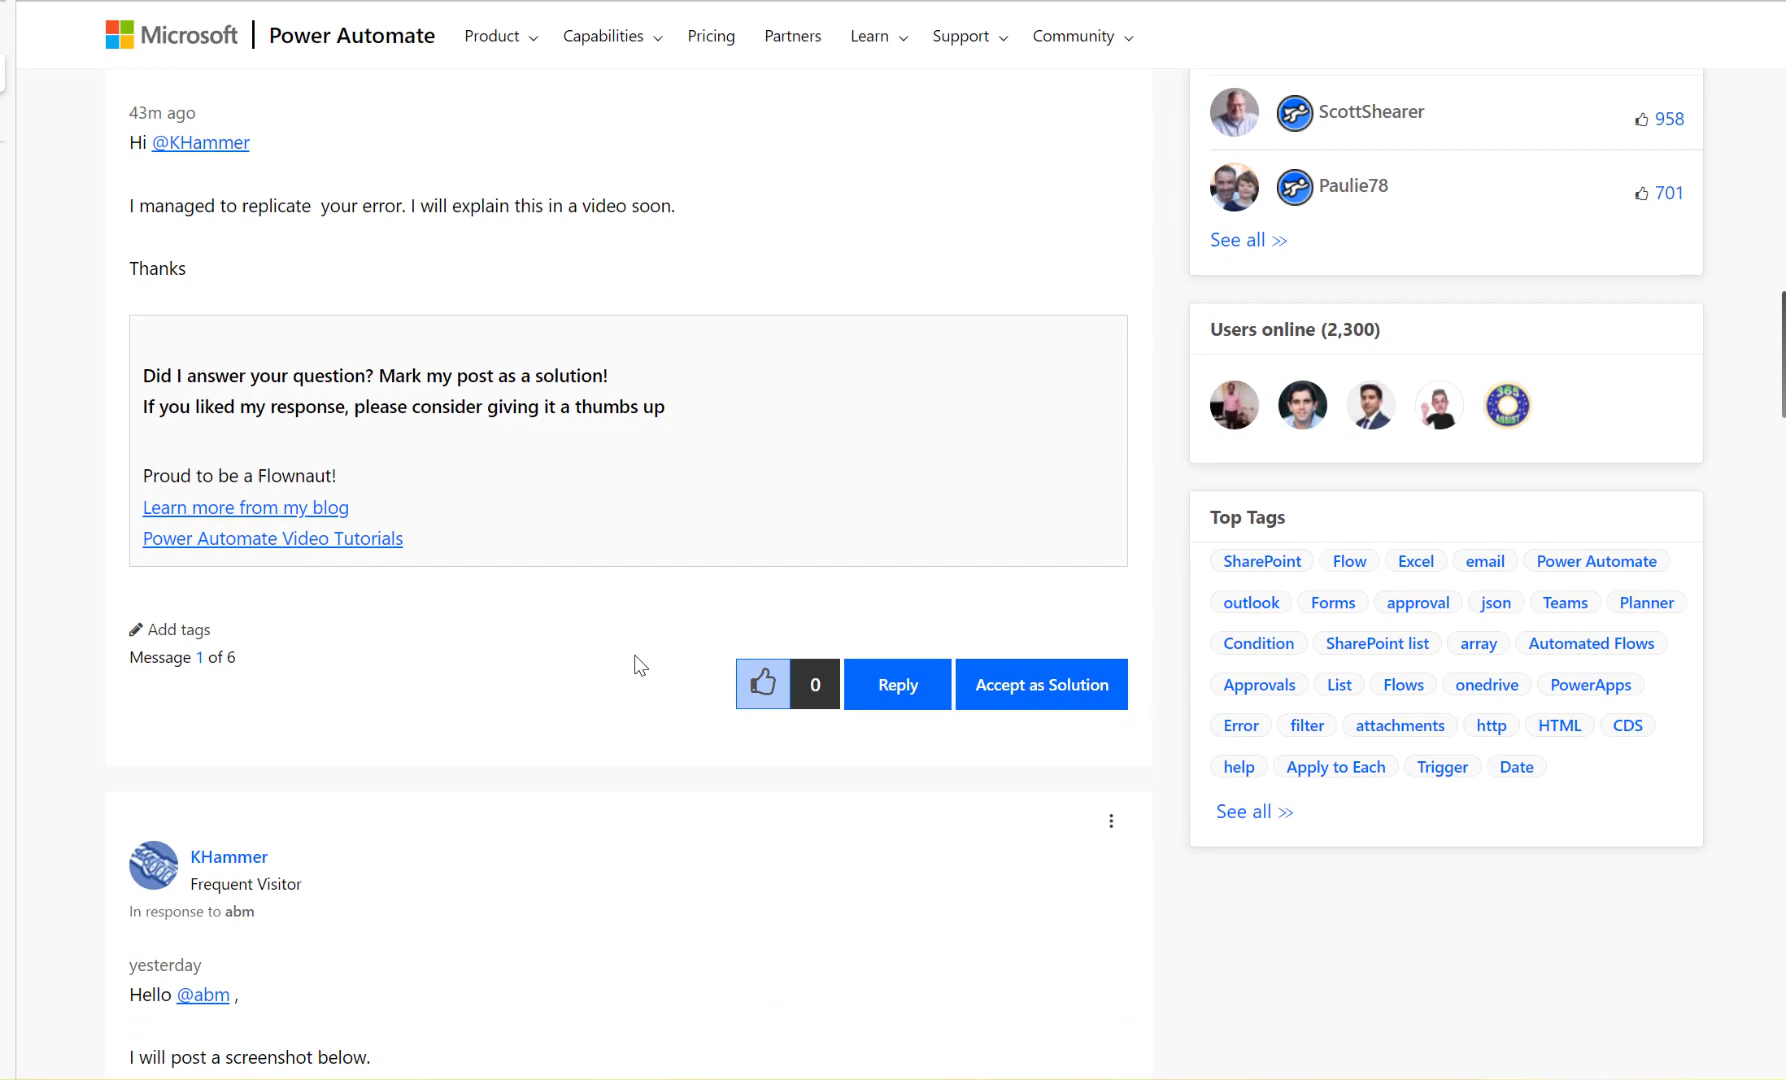 Microsoft | Power Automate Product Capabilities Pricing Partners Learn Support Community
43m ago
Hi @KHammer
I managed to replicate your error. I will explain this in a video soon.
Thanks
Did I answer your question? Mark my post as a solution!
If you liked my response, please consider giving it a thumbs up
Proud to be a Flownaut!
Learn more from my blog
Power Automate Video Tutorials
Add tags
Message 1 of 6
0 Reply Accept as Solution
KHammer
Frequent Visitor
In response to abm
yesterday
Hello @abm ,
I will post a screenshot below.
ScottShearer 958
Paulie78 701
See all >>
Users online (2,300)
365
ASSIST
Top Tags
SharePoint Flow Excel email Power Automate
outlook Forms approval json Teams Planner
Condition SharePoint list array Automated Flows
Approvals List Flows onedrive PowerApps
Error filter attachments http HTML CDS
help Apply to Each Trigger Date
See all >>